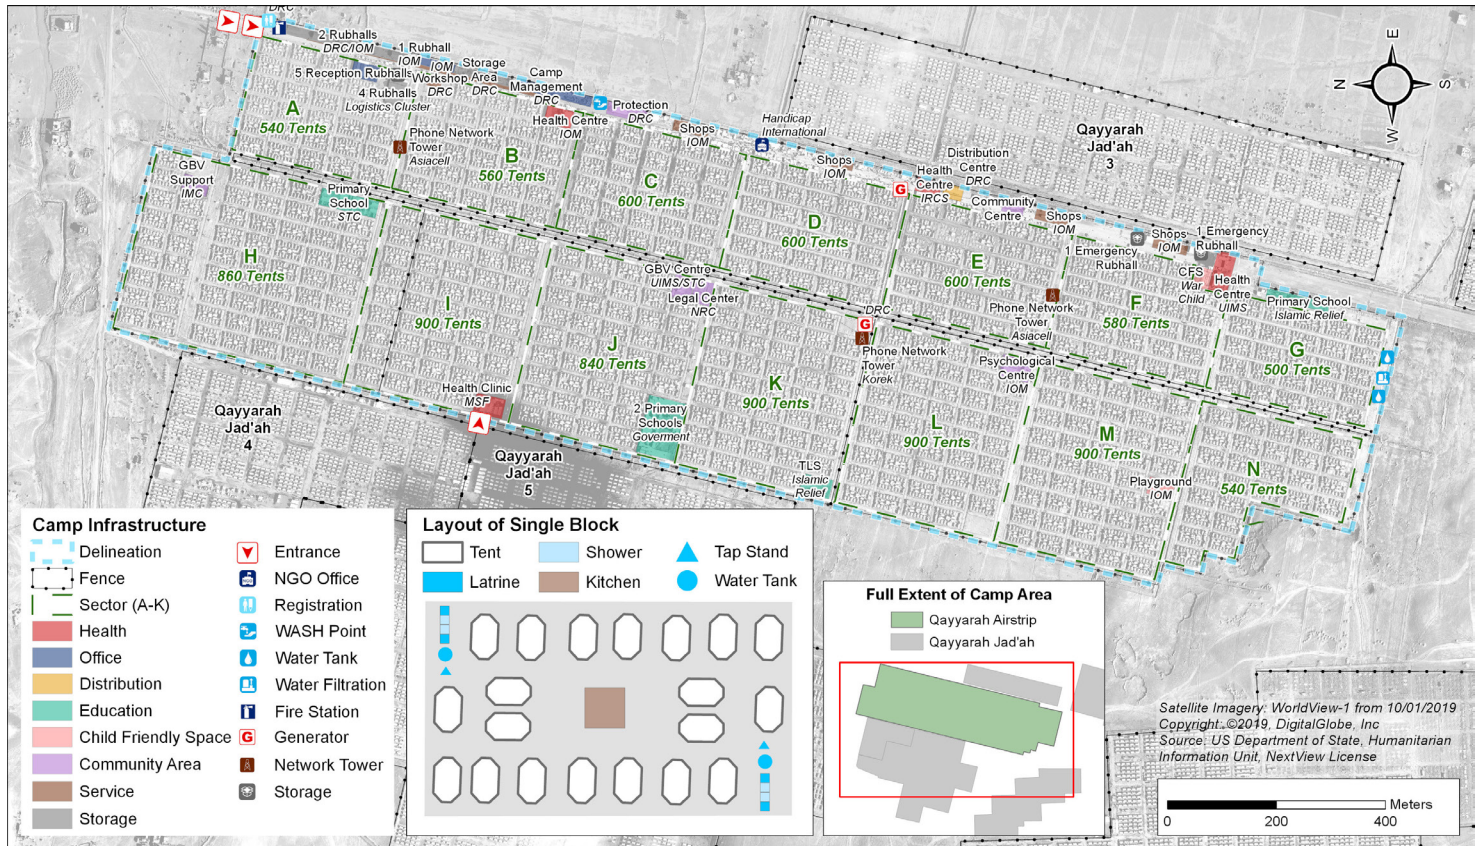 DRC
2 Rubhalls
DRC/IOM
1 Rubhall
IOM
IOM
Storage
Area
DRC
5 Reception Rubhalls
Workshop
DRC
4 Rubhalls
Logistics Cluster
Camp
Management
DRC
Health Centre
IOM
Protection
DRC
Shops
IOM
Handicap
International
Shops
IOM
Health
Centre
IRCS
Distribution
Centre
DRC
Community
Centre
Shops
IOM
1 Emergency
Rubhall
Shops
IOM
1 Emergency
Rubhall
CFS
War
Child
Health
Centre
UIMS
Primary School
Islamic Relief
Qayyarah
Jad'ah
3
N
E
S
W
A
540 Tents
Phone Network
Tower
Asiacell
B
560 Tents
C
600 Tents
D
600 Tents
E
600 Tents
Phone Network
Tower
Asiacell
F
580 Tents
G
500 Tents
GBV
Support
IMC
Primary
School
STC
H
860 Tents
I
900 Tents
GBV Centre
UIMS/STC
Legal Center
NRC
J
840 Tents
DRC
G
G
Phone Network
Tower
Korek
K
900 Tents
Psychological
Centre
IOM
L
900 Tents
M
900 Tents
N
540 Tents
Playground
IOM
Health Clinic
MSF
2 Primary
Schools
Goverment
TLS
Islamic
Relief
Qayyarah
Jad'ah
4
Qayyarah
Jad'ah
5
Camp Infrastructure
Delineation
Fence
Sector (A-K)
Health
Office
Distribution
Education
Child Friendly Space
Community Area
Service
Storage
Entrance
NGO Office
Registration
WASH Point
Water Tank
Water Filtration
Fire Station
G Generator
Network Tower
Storage
Layout of Single Block
Tent
Shower
Tap Stand
Latrine
Kitchen
Water Tank
Full Extent of Camp Area
Qayyarah Airstrip
Qayyarah Jad'ah
Satellite Imagery: WorldView-1 from 10/01/2019
Copyright: ©2019, DigitalGlobe, Inc
Source: US Department of State, Humanitarian
Information Unit, NextView License
Meters
0 200 400